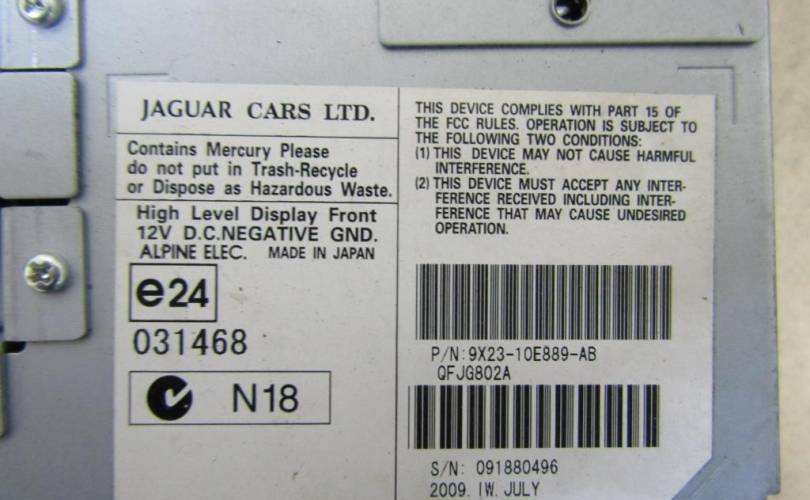 JAGUAR CARS LTD.
Contains Mercury Please
do not put in Trash-Recycle
or Dispose as Hazardous Waste.
High Level Display Front
12V D.C.NEGATIVE GND.
ALPINE ELEC. MADE IN JAPAN
e24
031468
N18
THIS DEVICE COMPLIES WITH PART 15 OF
THE FCC RULES. OPERATION IS SUBJECT TO
THE FOLLOWING TWO CONDITIONS:
(1) THIS DEVICE MAY NOT CAUSE HARMFUL
INTERFERENCE.
(2) THIS DEVICE MUST ACCEPT ANY INTER-
FERENCE RECEIVED INCLUDING INTER-
FERENCE THAT MAY CAUSE UNDESIRED
OPERATION.
P/N:9X23-10E889-AB
QFJG802A
S/N: 091880496
2009. 1W. JULY